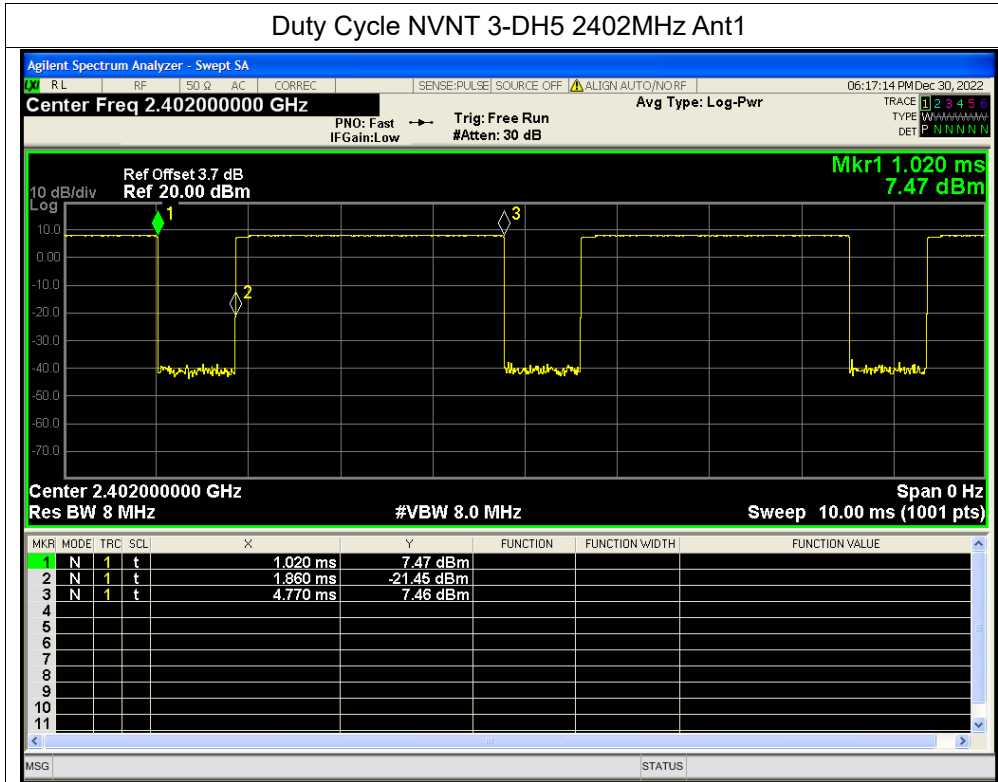 Duty Cycle NVNT 3-DH5 2402MHz Ant1
Agilent Spectrum Analyzer - Swept SA
LXI RL RF 50 Ω AC CORREC SENSE:PULSE SOURCE OFF ALIGN AUTO/NO RF 06:17:14 PM Dec 30, 2022
Center Freq 2.402000000 GHz Avg Type: Log-Pwr TRACE 1 2 3 4 5 6
PNO: Fast Trig: Free Run TYPE W
IFGain:Low #Atten: 30 dB DET P N N N N N
Mkr1 1.020 ms
7.47 dBm
Ref Offset 3.7 dB
10 dB/div Ref 20.00 dBm
Log
1
3
10.0
0.00
-10.0
2
-20.0
-30.0
-40.0
-50.0
-60.0
-70.0
Center 2.402000000 GHz Span 0 Hz
Res BW 8 MHz #VBW 8.0 MHz Sweep 10.00 ms (1001 pts)
MKR MODE TRC SCL X Y FUNCTION FUNCTION WIDTH FUNCTION VALUE
1 N 1 t 1.020 ms 7.47 dBm
2 N 1 t 1.860 ms -21.45 dBm
3 N 1 t 4.770 ms 7.46 dBm
4
5
6
7
8
9
10
11
MSG STATUS